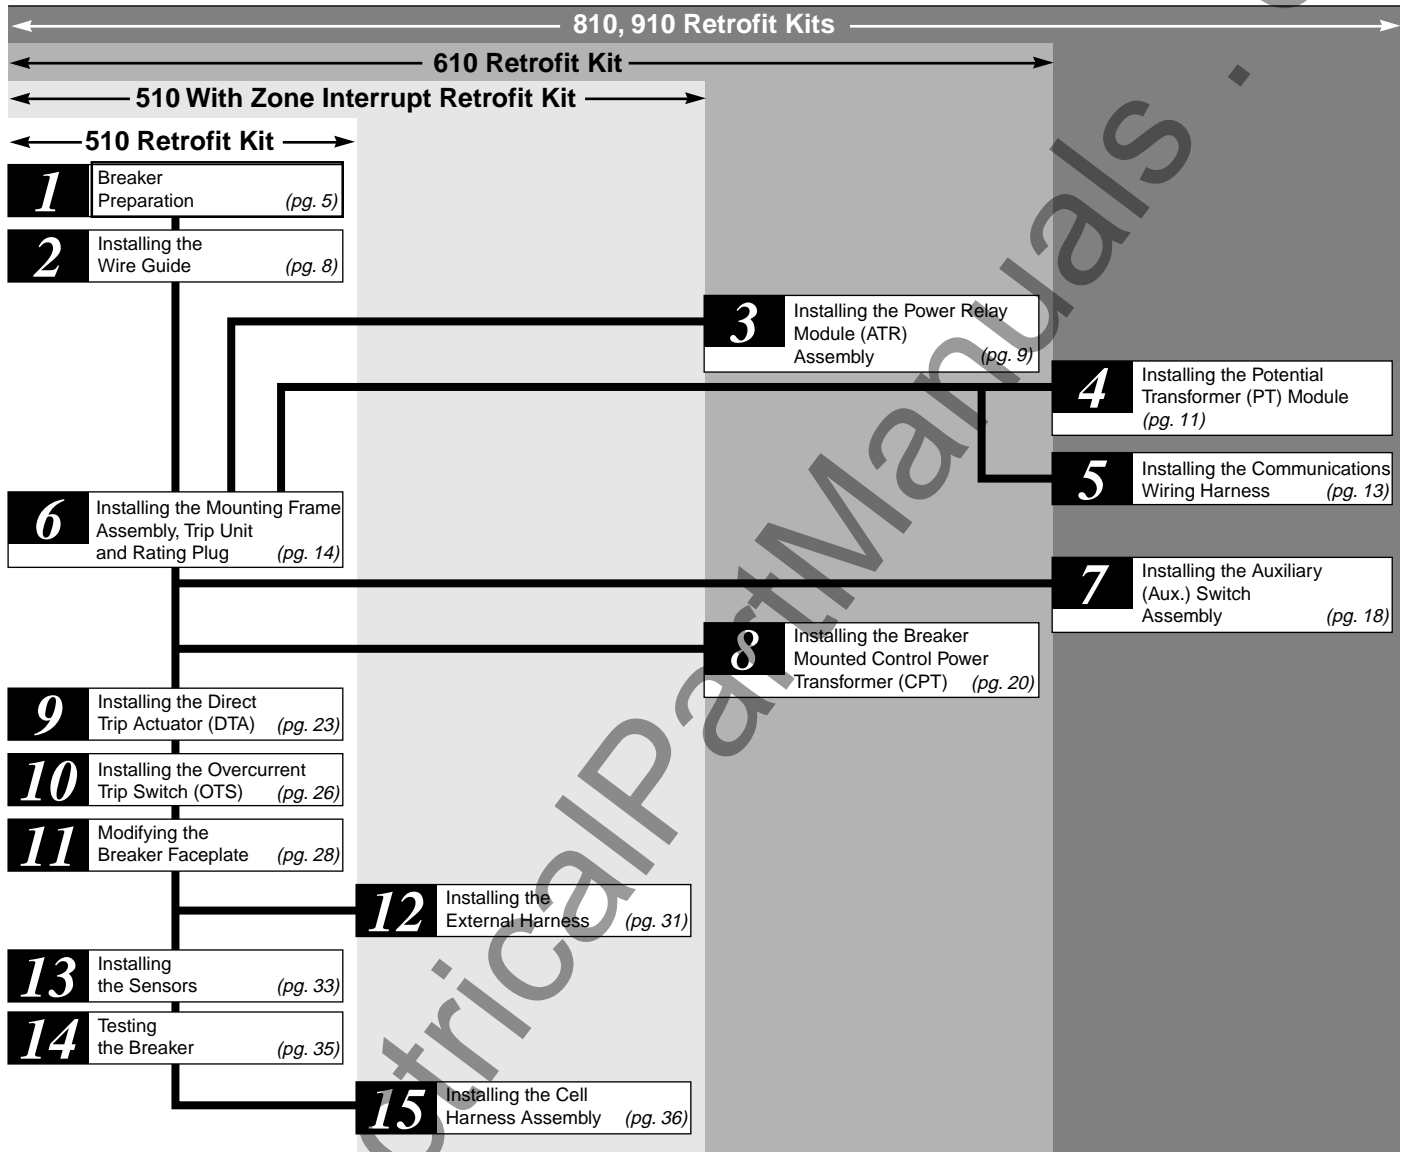 810, 910 Retrofit Kits
610 Retrofit Kit
510 With Zone Interrupt Retrofit Kit
510 Retrofit Kit
1
Breaker
Preparation (pg. 5)
2
Installing the
Wire Guide (pg. 8)
3
Installing the Power Relay
Module (ATR)
Assembly (pg. 9)
4
Installing the Potential
Transformer (PT) Module
(pg. 11)
5
Installing the Communications
Wiring Harness (pg. 13)
6
Installing the Mounting Frame
Assembly, Trip Unit
and Rating Plug (pg. 14)
7
Installing the Auxiliary
(Aux.) Switch
Assembly (pg. 18)
8
Installing the Breaker
Mounted Control Power
Transformer (CPT) (pg. 20)
9
Installing the Direct
Trip Actuator (DTA) (pg. 23)
10
Installing the Overcurrent
Trip Switch (OTS) (pg. 26)
11
Modifying the
Breaker Faceplate (pg. 28)
12
Installing the
External Harness (pg. 31)
13
Installing
the Sensors (pg. 33)
14
Testing
the Breaker (pg. 35)
15
Installing the Cell
Harness Assembly (pg. 36)
ctricalPartManuals .